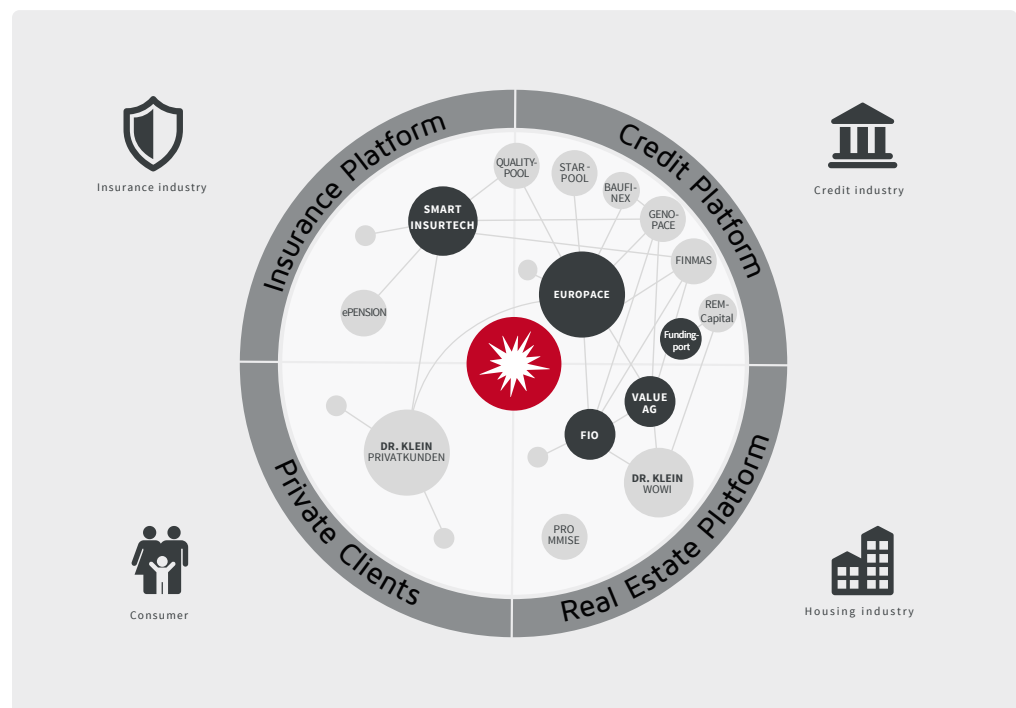 Insurance Platform
Credit Platform
Insurance industry
Credit industry
QUALITY-
POOL
STAR -
POOL
BAUFI-
NEX
SMART
INSURTECH
GENO-
PACE
FINMAS
EUROPACE
ePENSION
REM-
Capital
Funding-
port
VALUE
AG
FIO
DR. KLEIN
PRIVATKUNDEN
DR. KLEIN
WOWI
PRO
MMISE
Private Clients
Real Estate Platform
Consumer
Housing industry